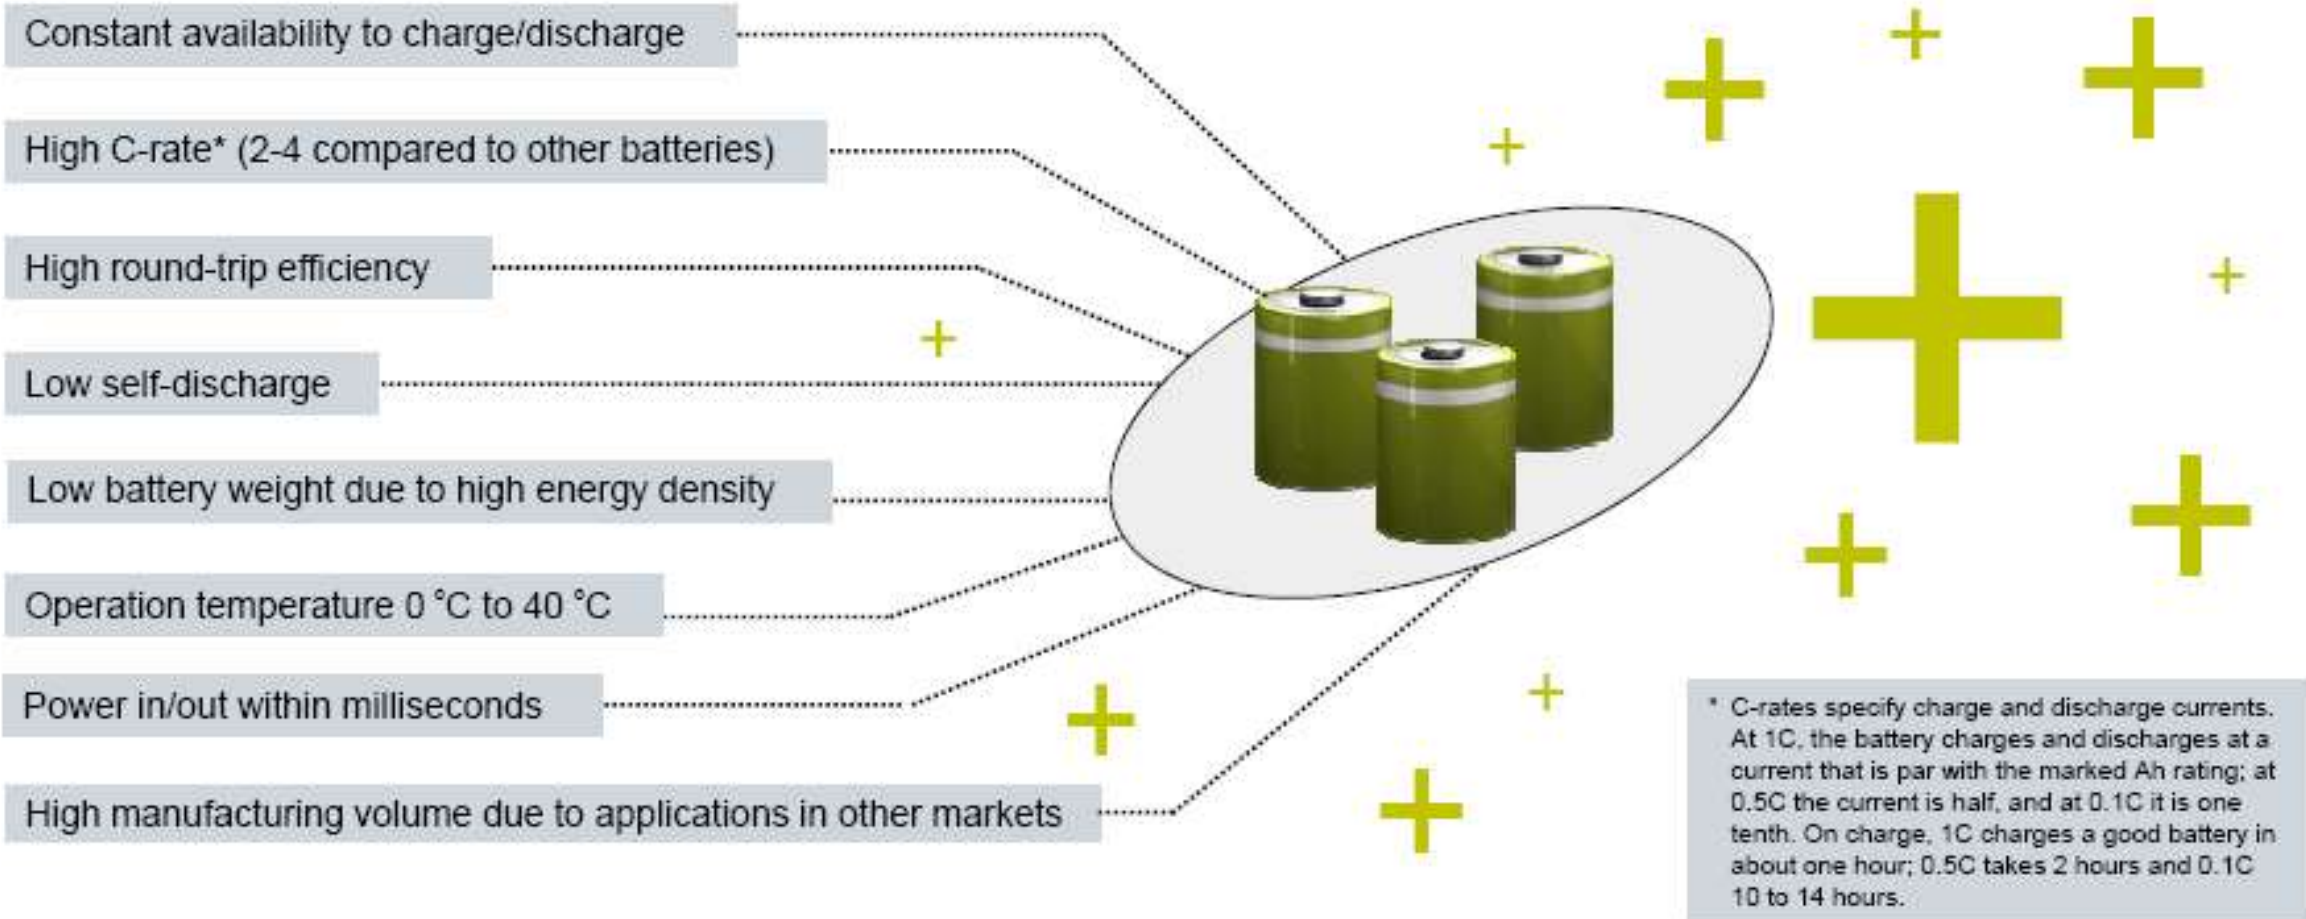 Constant availability to charge/discharge
High C-rate* (2-4 compared to other batteries)
High round-trip efficiency
Low self-discharge
Low battery weight due to high energy density
Operation temperature 0 °C to 40 °C
Power in/out within milliseconds
High manufacturing volume due to applications in other markets
* C-rates specify charge and discharge currents.
At 1C, the battery charges and discharges at a
current that is par with the marked Ah rating; at
0.5C the current is half, and at 0.1C it is one
tenth. On charge, 1C charges a good battery in
about one hour; 0.5C takes 2 hours and 0.1C
10 to 14 hours.